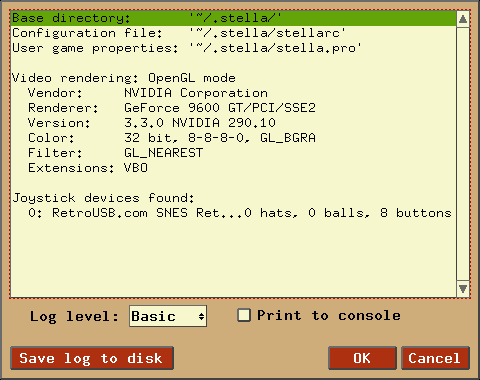 Base directory: '~/.stella/'
Configuration file: '~/.stella/stellarc'
User game properties: '~/.stella/stella.pro'
Video rendering: OpenGL mode
Vendor: NVIDIA Corporation
Renderer: GeForce 9600 GT/PCI/SSE2
Version: 3.3.0 NVIDIA 290.10
Color: 32 bit, 8-8-8-0, GL_BGRA
Filter: GL_NEAREST
Extensions: VBO
Joystick devices found:
0: RetroUSB.com SNES Ret...0 hats, 0 balls, 8 buttons
Log level: Basic Print to console
Save log to disk OK Cancel